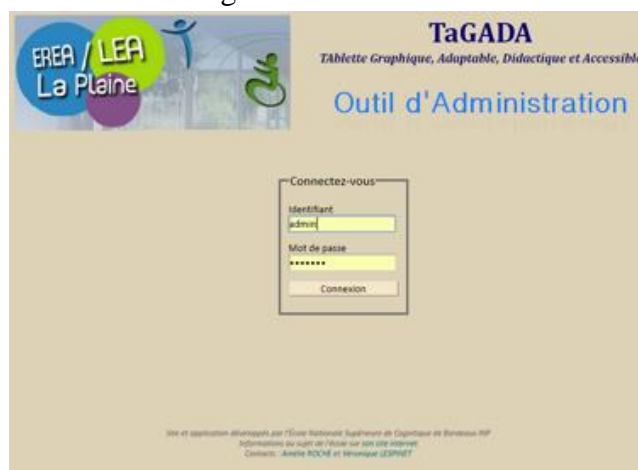 EREA / LEA
La Plaine
TaGADA
TAblette Graphique, Adaptable, Didactique et Accessible
Outil d'Administration
Connectez-vous
Identifiant
admin
Mot de passe
•••••••
Connexion
Site et application développés par l'École Nationale Supérieure de Cognitique de Bordeaux INP
Informations au sujet de l'école sur son site internet
Contacts : Amélie ROCHE et Véronique LESPINET